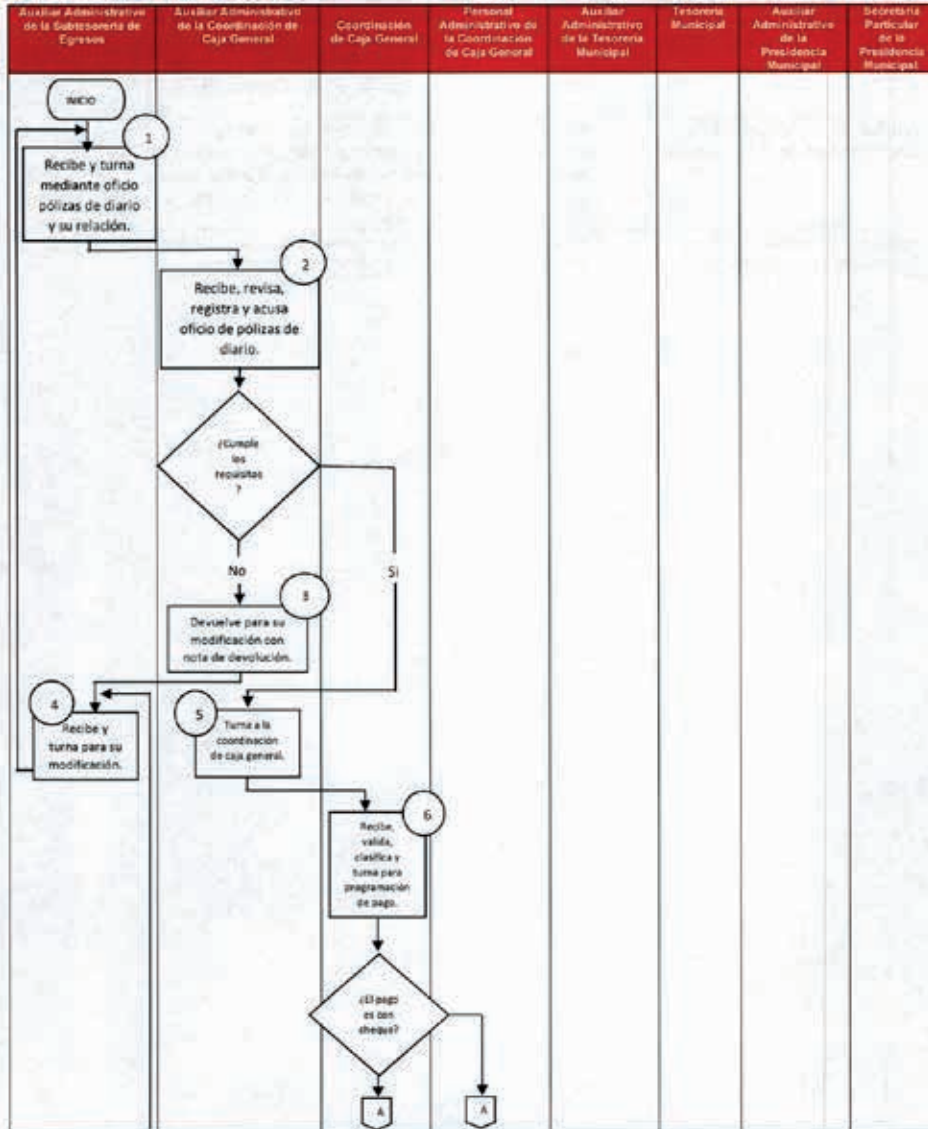 Auxiliar Administrativo
de la Subtesorería de
Egresos
Auxiliar Administrativo
de la Coordinación de
Caja General
Coordinación
de Caja General
Personal
Administrativo de
la Coordinación
de Caja General
Auxiliar
Administrativo
de la Tesorería
Municipal
Tesorería
Municipal
Auxiliar
Administrativo
de la
Presidencia
Municipal
Secretaría
Particular
de la
Presidencia
Municipal
INICIO
1
Recibe y turna
mediante oficio
pólizas de diario
y su relación.
2
Recibe, revisa,
registra y acusa
oficio de pólizas de
diario.
¿Cumple
los
requisitos
?
No
Si
3
Devuelve para su
modificación con
nota de devolución.
4
Recibe y
turna para su
modificación.
5
Turna a la
coordinación
de caja general.
6
Recibe,
valida,
clasifica y
turna para
programación
de pago.
¿El pago
es con
cheque?
A
A